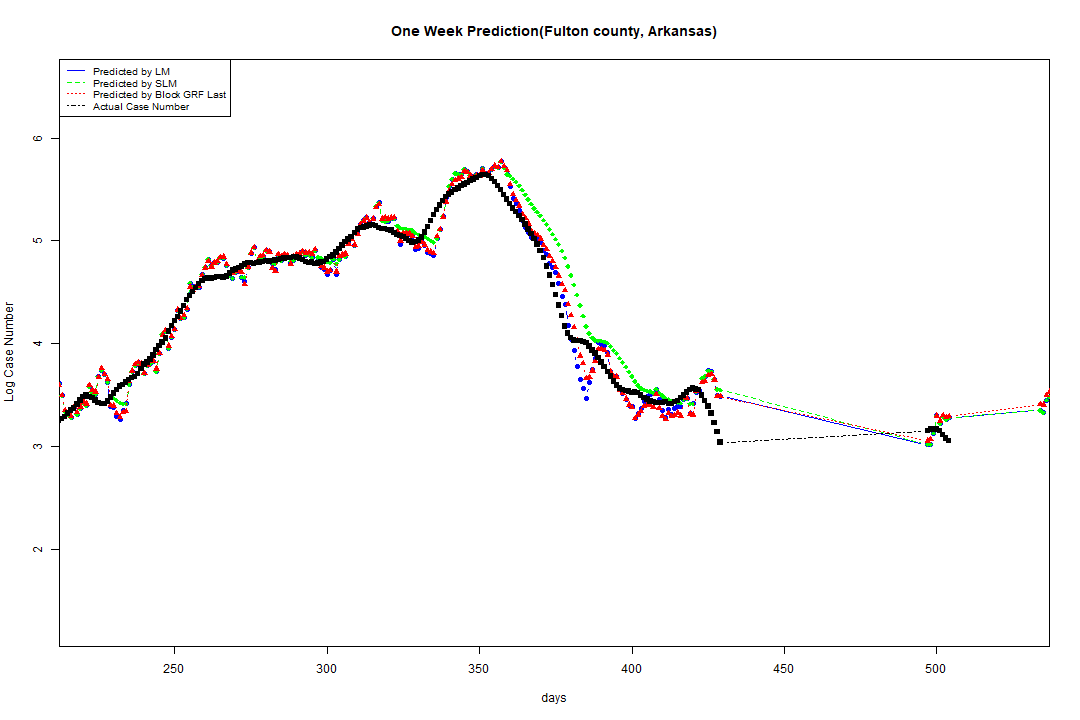 One Week Prediction(Fulton county, Arkansas)
Predicted by LM
Predicted by SLM
Predicted by Block GRF Last
Actual Case Number
6
5
4
3
2
Log Case Number
250 300 350 400 450 500
days